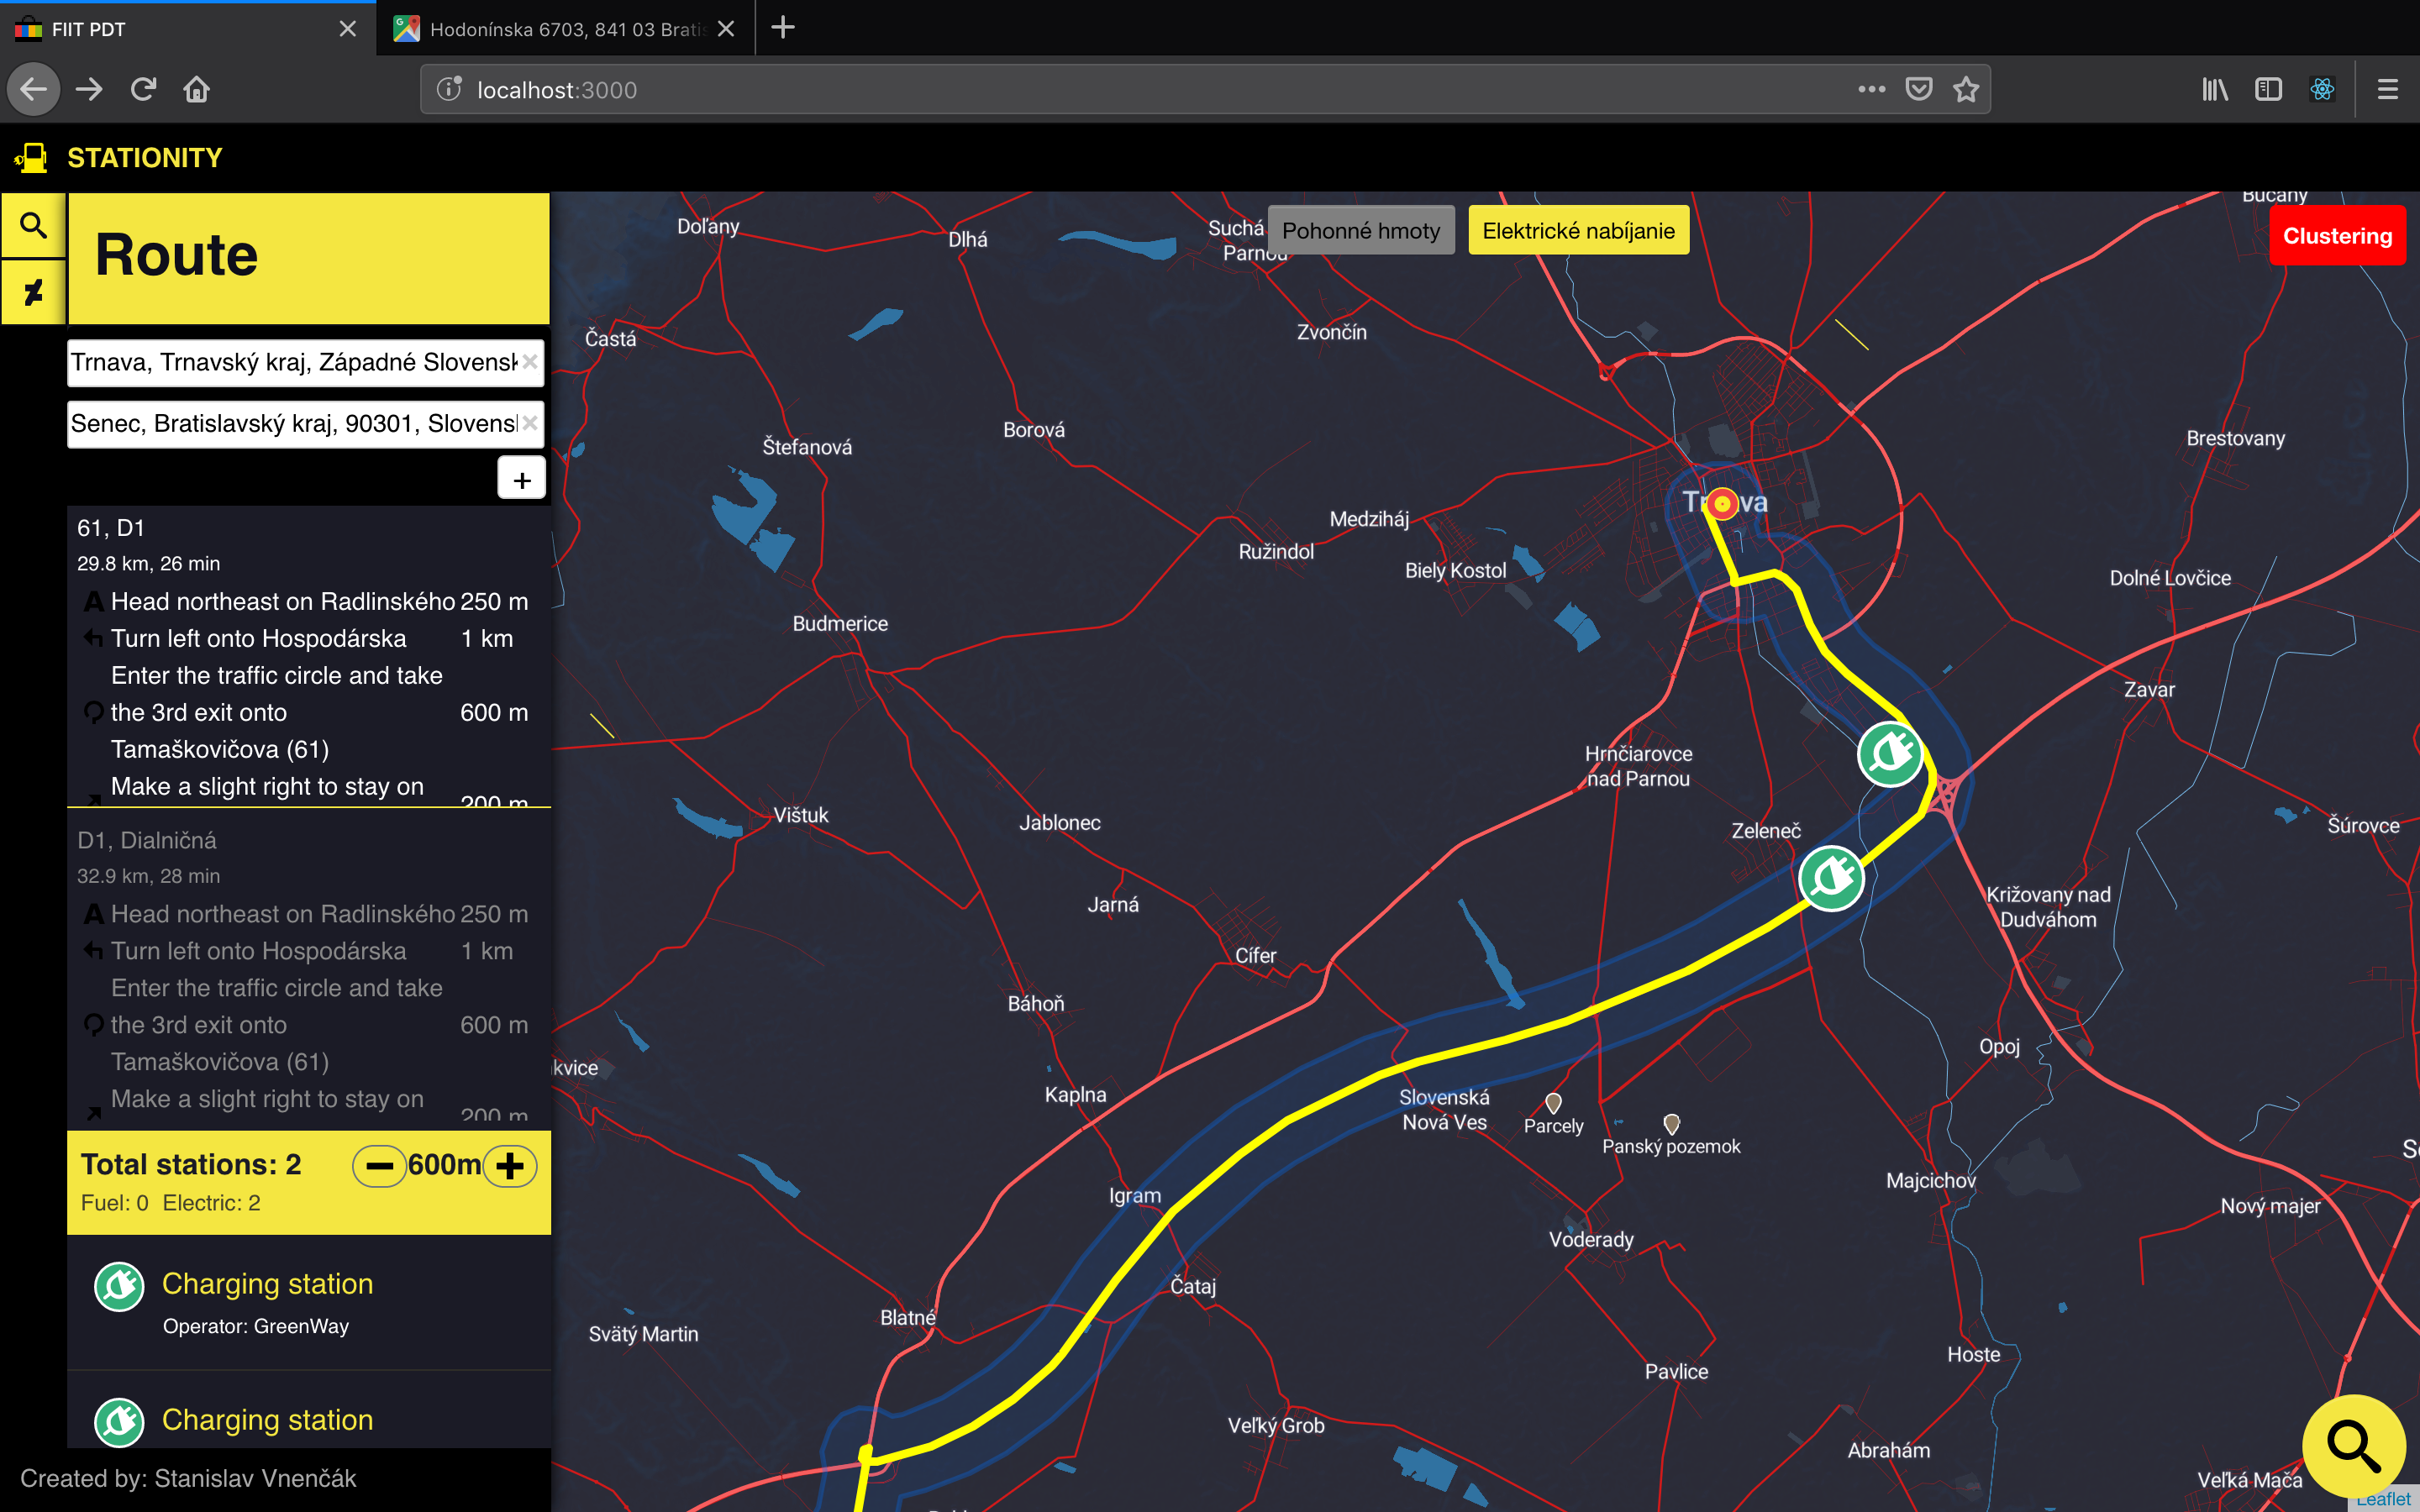 FIIT PDT
Hodonínska 6703, 841 03 Bratis
localhost:3000
STATIONITY
Route
Trnava, Trnavský kraj, Západné Slovensk
Senec, Bratislavský kraj, 90301, Slovensl
+
61, D1
29.8 km, 26 min
Head northeast on Radlinského 250 m
Turn left onto Hospodárska 1 km
Enter the traffic circle and take
the 3rd exit onto 600 m
Tamaškovičova (61)
Make a slight right to stay on
200 m
D1, Dialničná
32.9 km, 28 min
Head northeast on Radlinského 250 m
Turn left onto Hospodárska 1 km
Enter the traffic circle and take
the 3rd exit onto 600 m
Tamaškovičova (61)
Make a slight right to stay on
200 m
Total stations: 2
600m
Fuel: 0 Electric: 2
Charging station
Operator: GreenWay
Charging station
Created by: Stanislav Vnenčák
Pohonné hmoty
Elektrické nabíjanie
Clustering
Bučany
Doľany
Dlhá
Suchá
Parnou
Častá
Zvončín
Štefanová
Borová
Brestovany
Trnava
Medziháj
Ružindol
Biely Kostol
Dolné Lovčice
Budmerice
Zavar
Hrnčiarovce
nad Parnou
Vištuk
Jablonec
Zeleneč
Šúrovce
Jarná
Križovany nad
Dudváhom
Cífer
Báhoň
Opoj
kvice
Kaplna
Slovenská
Nová Ves
Parcely
Panský pozemok
Majcichov
Igram
Nový majer
Voderady
Čataj
Blatné
Svätý Martin
Hoste
Pavlice
Veľký Grob
Abrahám
Veľká Mača
Leaflet